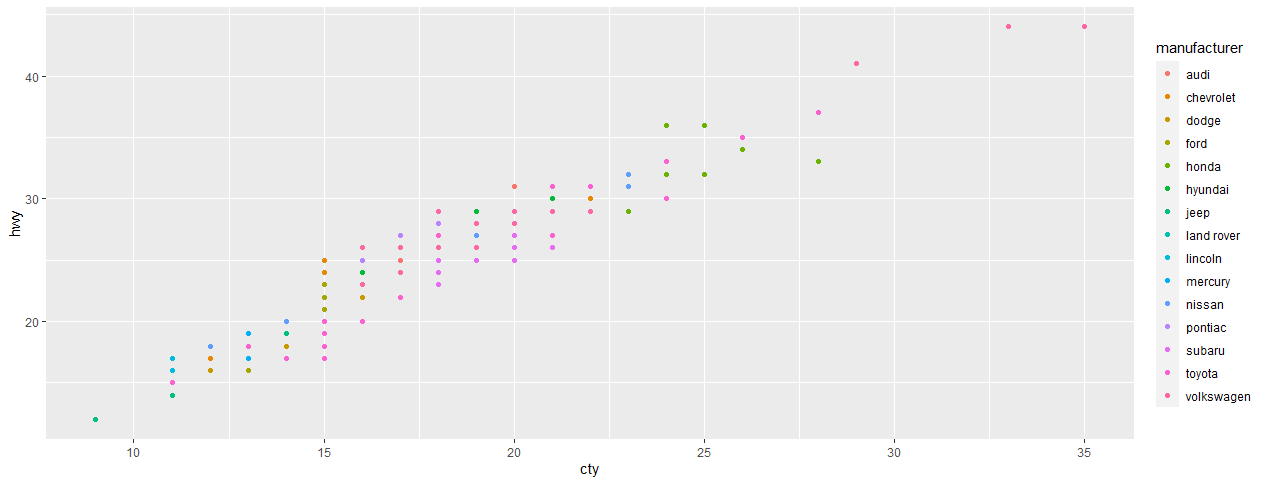 hwy
40
30
20
10
15
20
25
30
35
cty
manufacturer
audi
chevrolet
dodge
ford
honda
hyundai
jeep
land rover
lincoln
mercury
nissan
pontiac
subaru
toyota
volkswagen